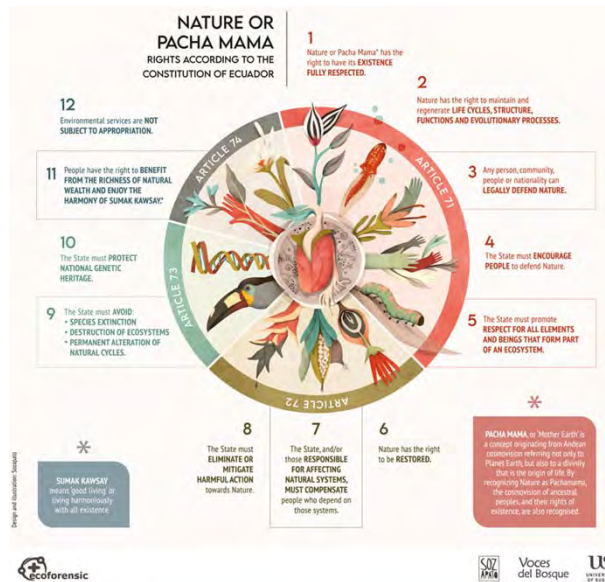 NATURE OR
PACHA MAMA
RIGHTS ACCORDING TO THE
CONSTITUTION OF ECUADOR
1
Nature or Pacha Mama* has the
right to have its EXISTENCE
FULLY RESPECTED.
2
Nature has the right to maintain and
regenerate LIFE CYCLES, STRUCTURE,
FUNCTIONS AND EVOLUTIONARY PROCESSES.
3
Any person, community,
people or nationality can
LEGALLY DEFEND NATURE.
4
The State must ENCOURAGE
PEOPLE to defend Nature.
5
The State must promote
RESPECT FOR ALL ELEMENTS
AND BEINGS THAT FORM PART
OF AN ECOSYSTEM.
6
Nature has the right
to be RESTORED.
7
The State, and/or
those RESPONSIBLE
FOR AFFECTING
NATURAL SYSTEMS,
MUST COMPENSATE
people who depend on
those systems.
8
The State must
ELIMINATE OR
MITIGATE
HARMFUL ACTION
towards Nature.
9
The State must AVOID:
• SPECIES EXTINCTION
• DESTRUCTION OF ECOSYSTEMS
• PERMANENT ALTERATION OF
NATURAL CYCLES.
10
The State must PROTECT
NATIONAL GENETIC
HERITAGE.
11
People have the right to BENEFIT
FROM THE RICHNESS OF NATURAL
WEALTH AND ENJOY THE
HARMONY OF SUMAK KAWSAY.*
12
Environmental services are NOT
SUBJECT TO APPROPRIATION.
ARTICLE 71
ARTICLE 72
ARTICLE 73
ARTICLE 74
*
SUMAK KAWSAY
means 'good living' or
living harmoniously
with all existence
*
PACHA MAMA, or 'Mother Earth' is
a concept originating from Andean
cosmovision referring not only to
Planet Earth, but also to a divinity
that is the origin of life. By
recognizing Nature as Pachamama,
the cosmovision of ancestral
peoples, and their rights of
existence, are also recognised.
Design and illustration: Sozapato
ecoforensic
SOZ
APATO
Voces
del Bosque